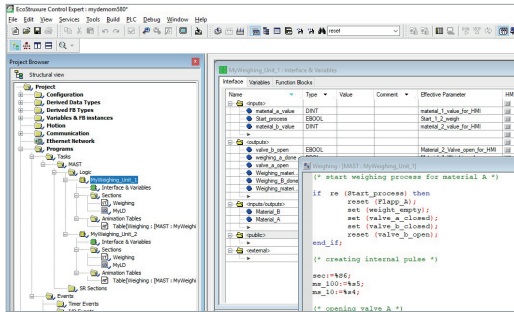 EcoStruxure Control Expert : mydemom580*
File Edit View Services Tools Build PLC Debug Window Help
reset
Project Browser
Structural view
Project
Configuration
Derived Data Types
Derived FB Types
Variables & FB instances
Motion
Communication
Ethernet Network
Programs
Tasks
MAST
Logic
MyWeighing_Unit_1
Interface & Variables
Sections
Weighing
MyLD
Animation Tables
Table[Weighing : [MAST : MyWeighi
MyWeighing_Unit_2
Interface & Variables
Sections
Weighing
MyLD
Animation Tables
Table[Weighing : [MAST : MyWeighi
SR Sections
Events
Timer Events
MyWeighing_Unit_1 : Interface & Variables
Interface Variables Function Blocks
Name Type Value Comment Effective Parameter HM
<inputs>
material_a_value DINT material_1_value_for_HMI
Start_process EBOOL Start_1_2_weigh
material_b_value DINT material_2_value_for_HMI
<outputs>
valve_b_open EBOOL Material_2_Valve_open_for_HMI
weighing_a_done
valve_a_open
Weighing_materi...
Weighing_B_done
Weighing_materi...
<inputs/outputs>
Material_B
Material_A
<public>
<external>
Weighing : [MAST : MyWeighing_Unit_1]
(* start weighing process for material A *)
if re (Start_process) then
reset (Flapp_A);
set (weight_empty);
set (valve_a_closed);
set (valve_b_closed);
reset (valve_b_open);
end_if;
(* creating internal pulse *)
sec:=%S6;
ms_100:=%s5;
ms_10:=%s4;
(* opening valve A *)